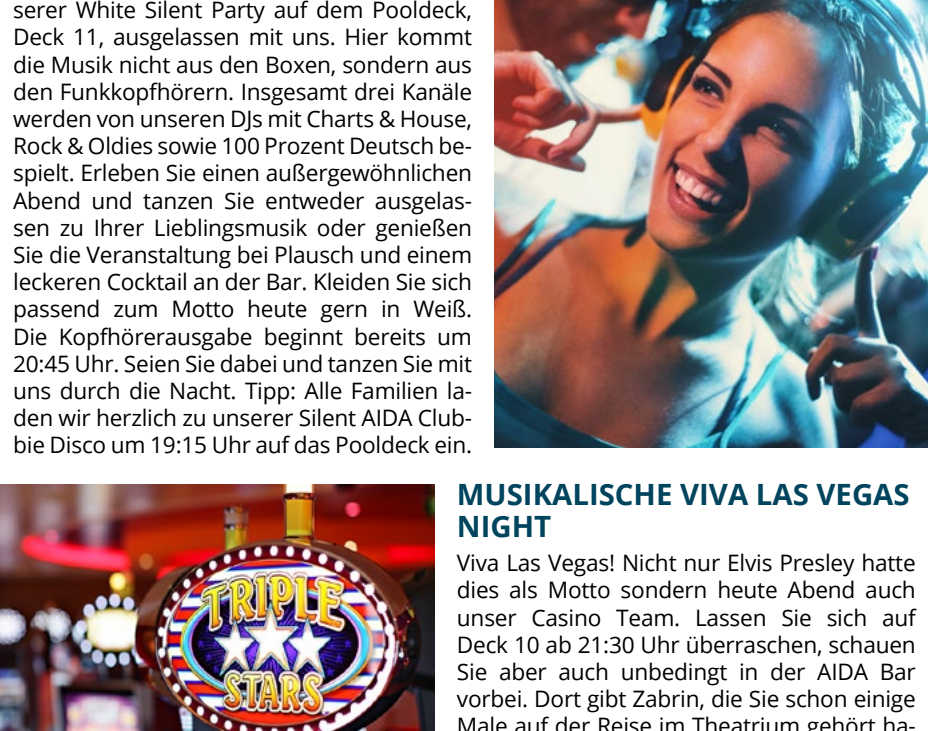 serer White Silent Party auf dem Pooldeck,
Deck 11, ausgelassen mit uns. Hier kommt
die Musik nicht aus den Boxen, sondern aus
den Funkkopfhörern. Insgesamt drei Kanäle
werden von unseren DJs mit Charts & House,
Rock & Oldies sowie 100 Prozent Deutsch be-
spielt. Erleben Sie einen außergewöhnlichen
Abend und tanzen Sie entweder ausgelas-
sen zu Ihrer Lieblingsmusik oder genießen
Sie die Veranstaltung bei Plausch und einem
leckeren Cocktail an der Bar. Kleiden Sie sich
passend zum Motto heute gern in Weiß.
Die Kopfhörerausgabe beginnt bereits um
20:45 Uhr. Seien Sie dabei und tanzen Sie mit
uns durch die Nacht. Tipp: Alle Familien la-
den wir herzlich zu unserer Silent AIDA Club-
bie Disco um 19:15 Uhr auf das Pooldeck ein.
TRIPLE
STARS
MUSIKALISCHE VIVA LAS VEGAS
NIGHT
Viva Las Vegas! Nicht nur Elvis Presley hatte
dies als Motto sondern heute Abend auch
unser Casino Team. Lassen Sie sich auf
Deck 10 ab 21:30 Uhr überraschen, schauen
Sie aber auch unbedingt in der AIDA Bar
vorbei. Dort gibt Zabrin, die Sie schon einige
Male auf der Reise im Theatrium gehört ha-